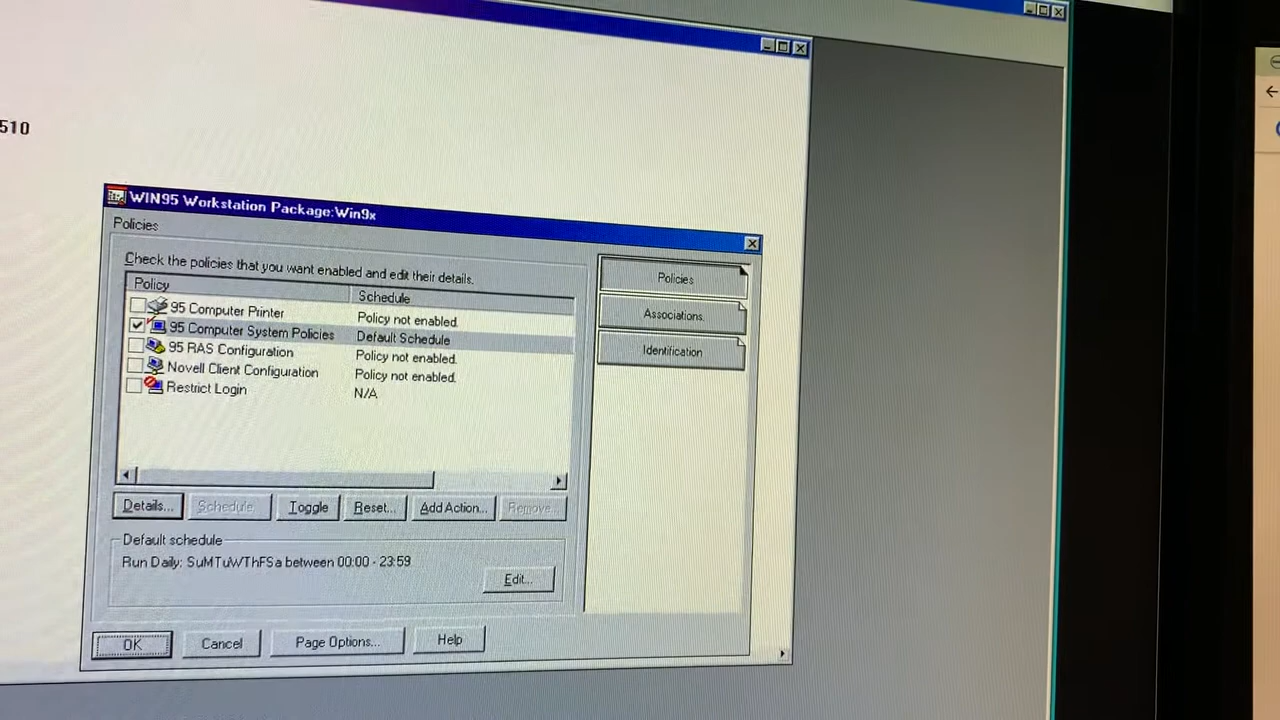 510
WIN95 Workstation Package:Win9x
Policies
Check the policies that you want enabled and edit their details.
Policy Schedule
95 Computer Printer Policy not enabled.
95 Computer System Policies Default Schedule
95 RAS Configuration Policy not enabled.
Novell Client Configuration Policy not enabled.
Restrict Login N/A
Details... Schedule... Toggle Reset... Add Action... Remove...
Default schedule
Run Daily: SuMTuWThFSa between 00:00 - 23:59
Edit...
OK Cancel Page Options... Help
Policies
Associations
Identification